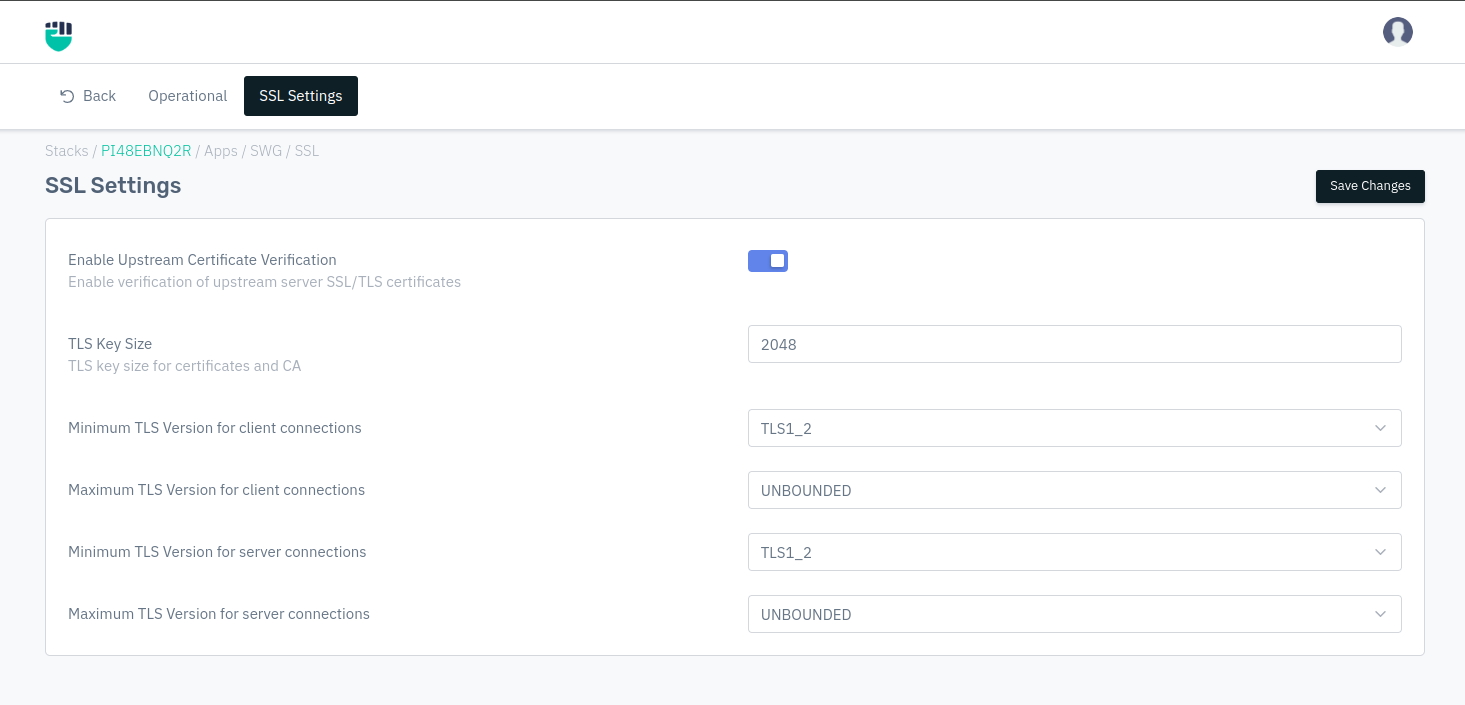 Back Operational SSL Settings
Stacks / PI48EBNQ2R / Apps / SWG / SSL
SSL Settings
Save Changes
Enable Upstream Certificate Verification
Enable verification of upstream server SSL/TLS certificates
TLS Key Size
2048
TLS key size for certificates and CA
Minimum TLS Version for client connections
TLS1_2
Maximum TLS Version for client connections
UNBOUNDED
Minimum TLS Version for server connections
TLS1_2
Maximum TLS Version for server connections
UNBOUNDED